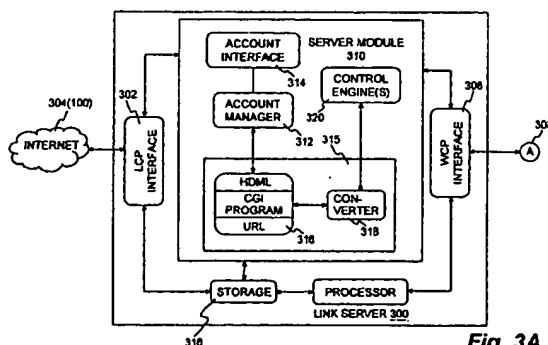 ACCOUNT
INTERFACE
314
SERVER MODULE
310
CONTROL
ENGINE(S)
320
304(100)
INTERNET
302
LCP
INTERFACE
ACCOUNT
MANAGER
312
315
306
WCP
INTERFACE
A
HDML
CGI
PROGRAM
URL
316
CON-
VERTER
318
STORAGE
316
PROCESSOR
LINK SERVER 300
Fig. 3A